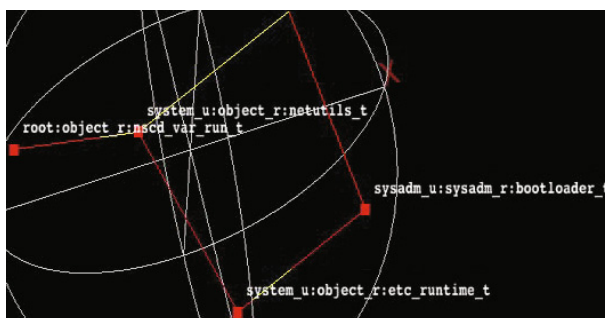 X
system_u:object_r:netutils_t
root:object_r:nscd_var_run_t
sysadm_u:sysadm_r:bootloader_t
system_u:object_r:etc_runtime_t